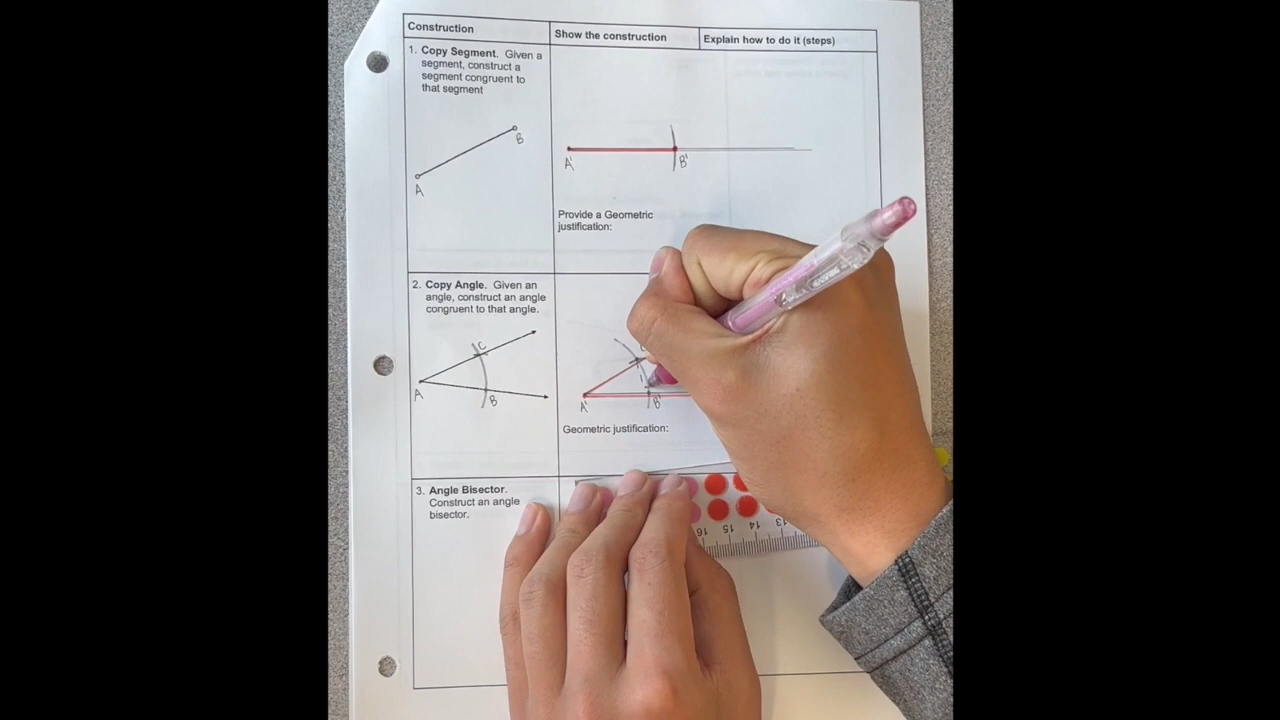 Construction
Show the construction
Explain how to do it (steps)
1. Copy Segment. Given a
segment, construct a
segment congruent to
that segment
B
A
A'
B'
Provide a Geometric
justification:
2. Copy Angle. Given an
angle, construct an angle
congruent to that angle.
C
A
B
A'
B'
Geometric justification:
3. Angle Bisector.
Construct an angle
bisector.
16 15 14 13